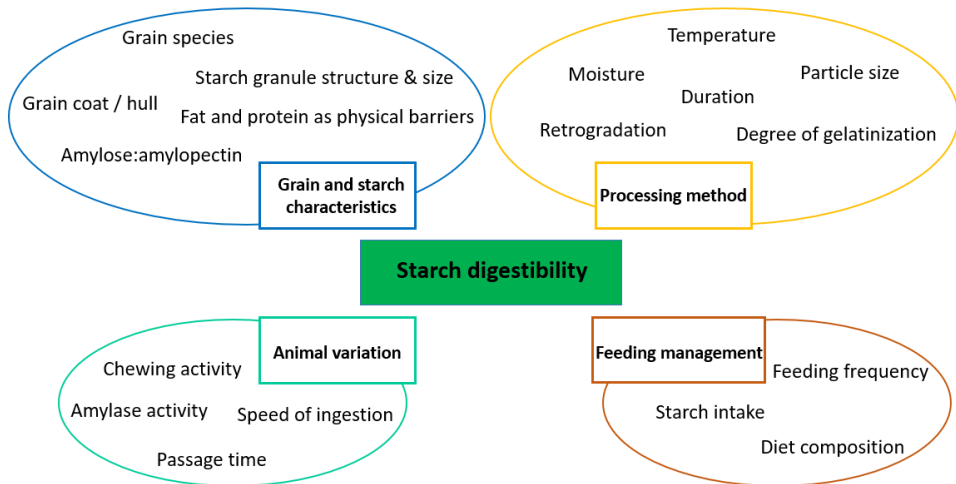 Grain species
Starch granule structure & size
Grain coat / hull
Fat and protein as physical barriers
Amylose:amylopectin
Grain and starch
characteristics
Temperature
Moisture
Particle size
Duration
Retrogradation
Degree of gelatinization
Processing method
Starch digestibility
Animal variation
Chewing activity
Amylase activity
Speed of ingestion
Passage time
Feeding management
Feeding frequency
Starch intake
Diet composition